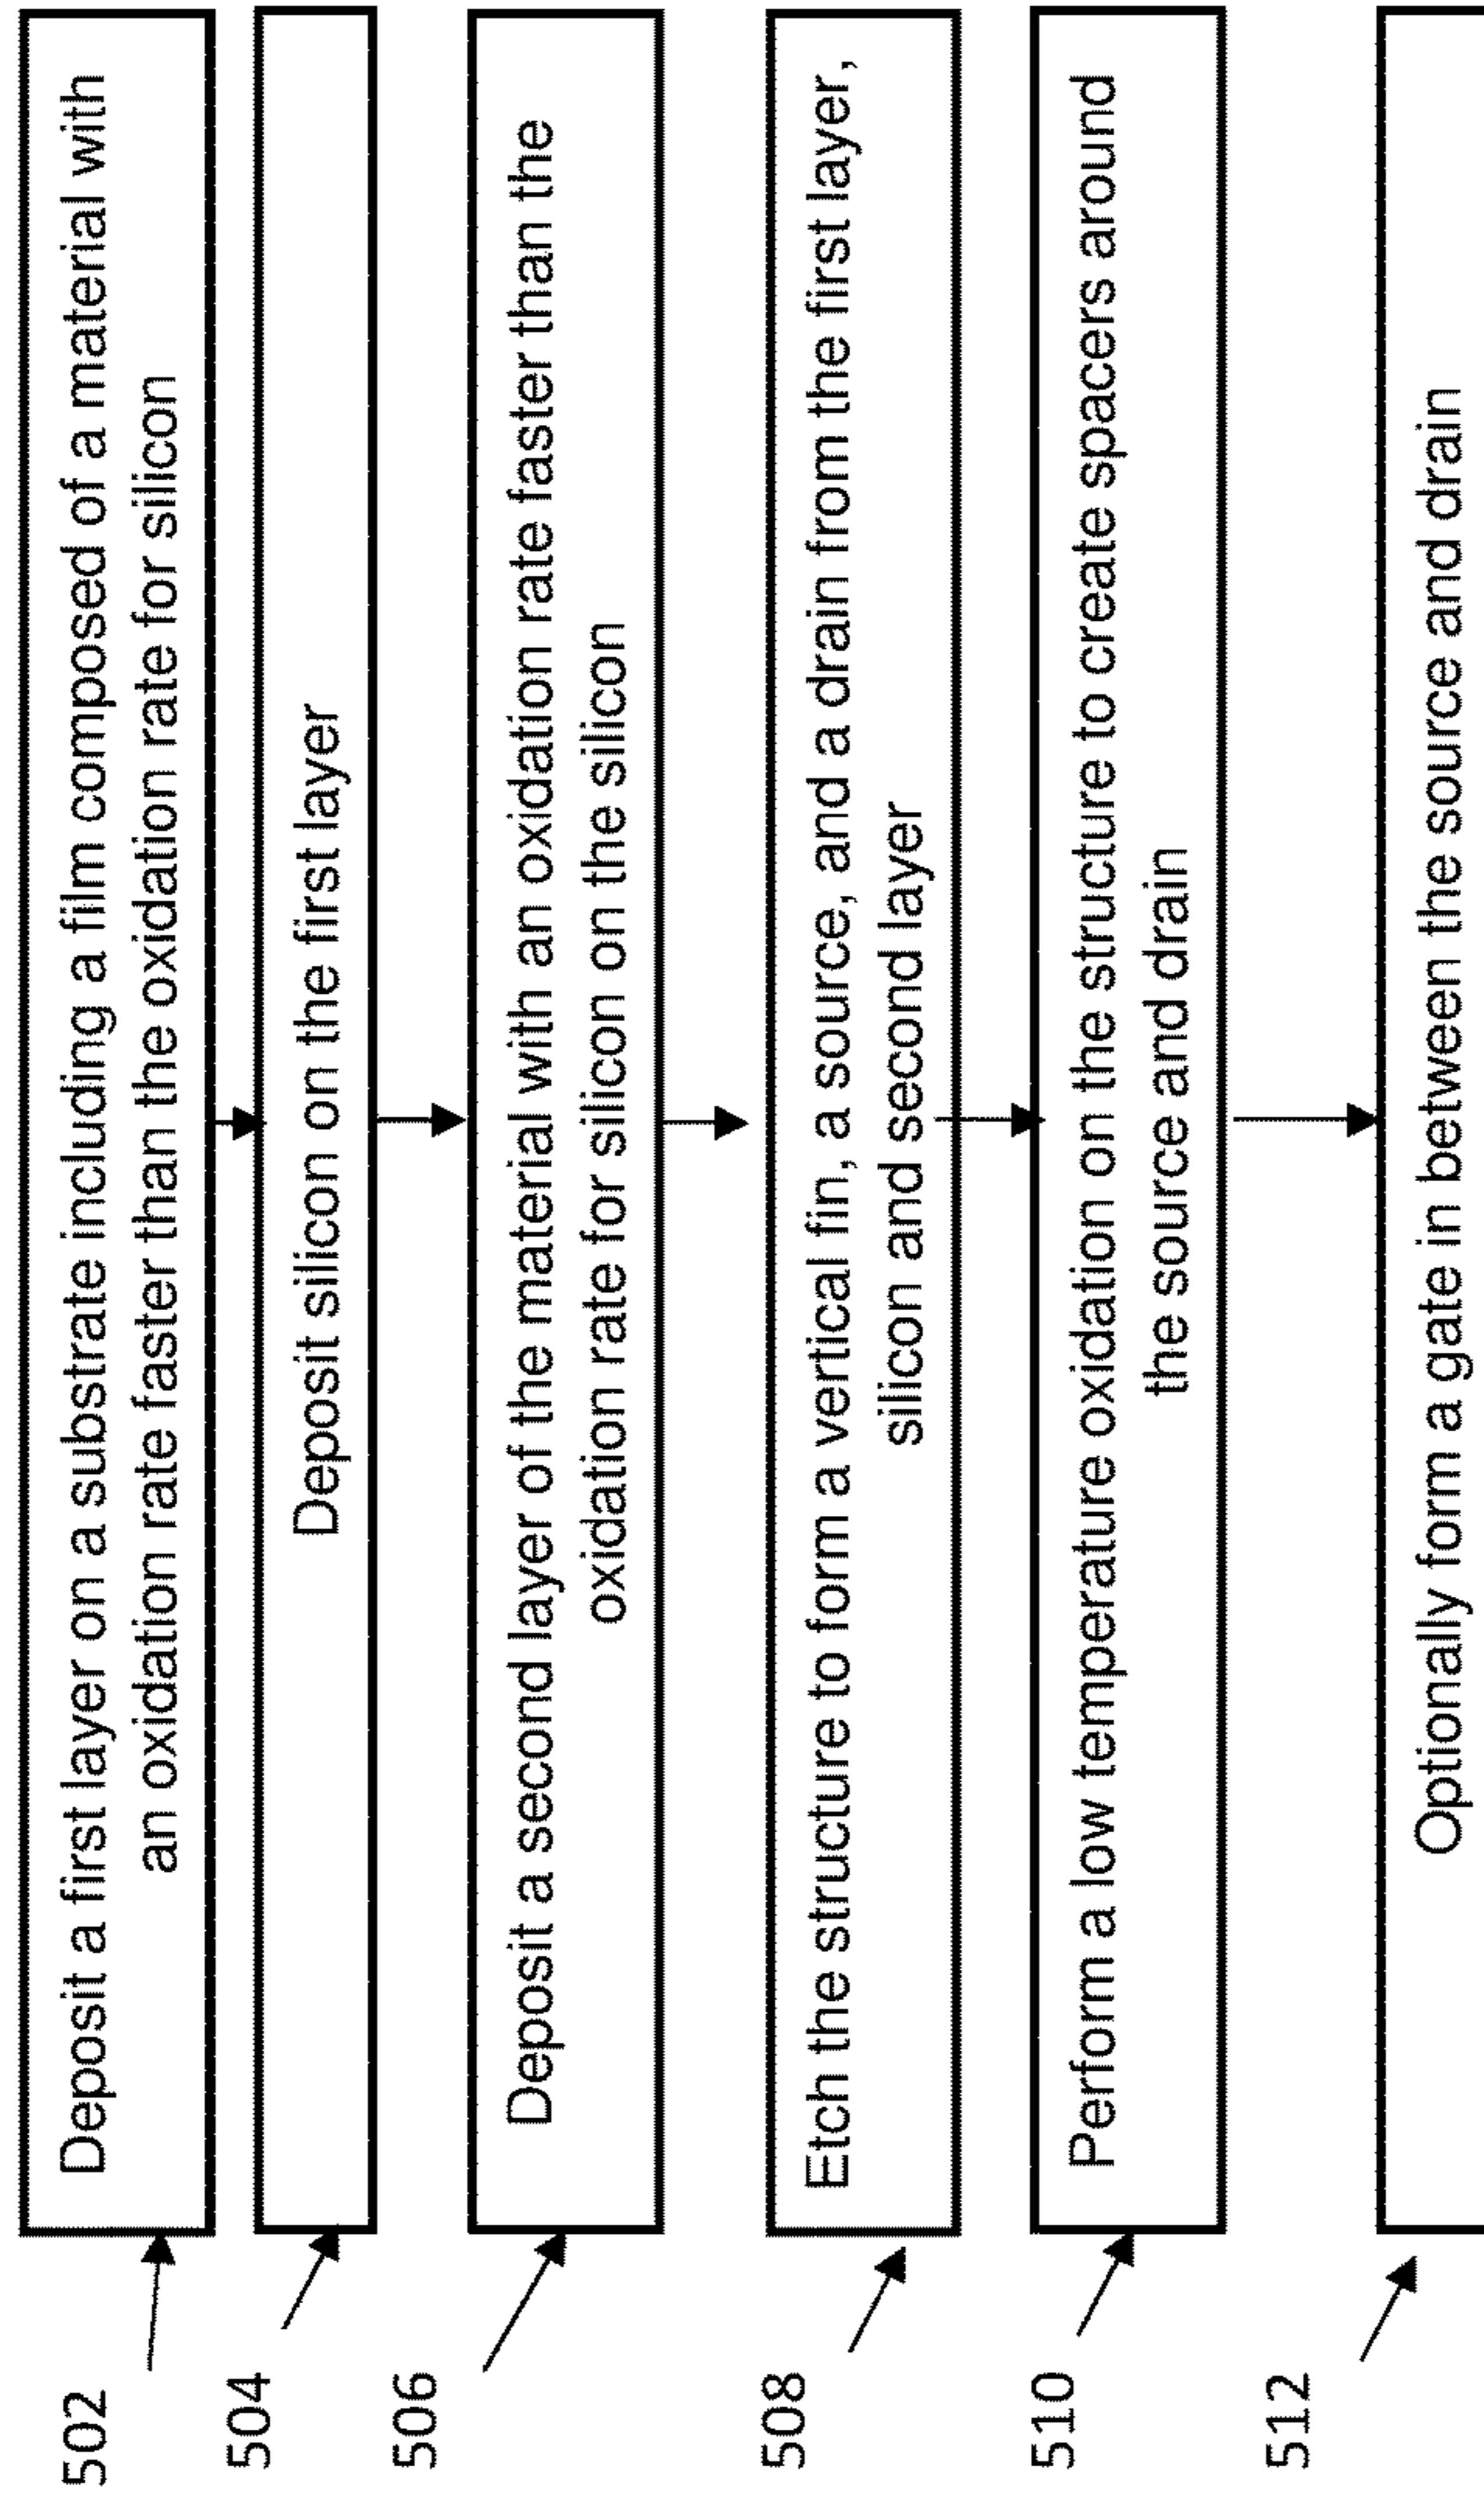 502
Deposit a first layer on a substrate including a film composed of a material with
an oxidation rate faster than the oxidation rate for silicon
504
Deposit silicon on the first layer
506
Deposit a second layer of the material with an oxidation rate faster than the
oxidation rate for silicon on the silicon
508
Etch the structure to form a vertical fin, a source, and a drain from the first layer,
silicon and second layer
510
Perform a low temperature oxidation on the structure to create spacers around
the source and drain
512
Optionally form a gate in between the source and drain